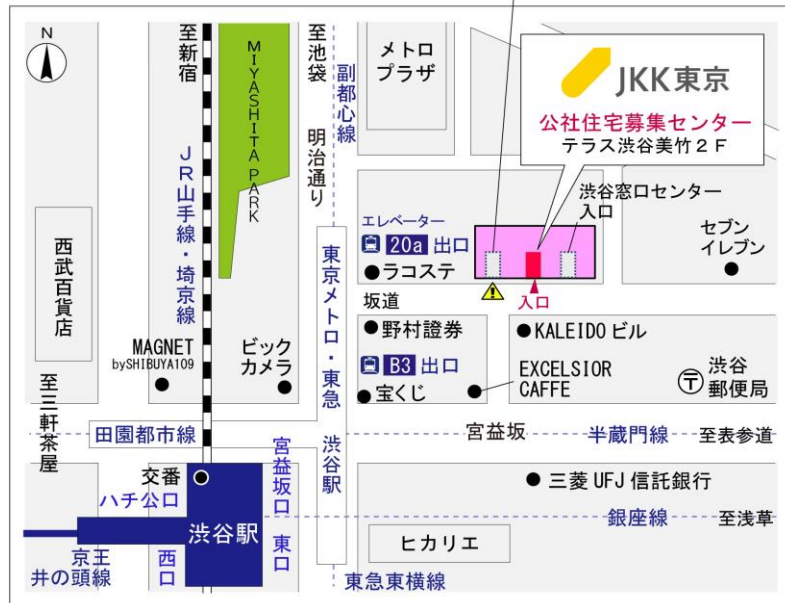 N
至新宿
MIYASHITA PARK
至池袋
副都心線
明治通り
メトロ
プラザ
JKK東京
公社住宅募集センター
テラス渋谷美竹2F
JR山手線・埼京線
西武百貨店
エレベーター
20a 出口
ラコステ
渋谷窓口センター
入口
セブン
イレブン
入口
坂道
東京メトロ・東急 渋谷駅
野村證券
KALEIDO ビル
MAGNET
bySHIBUYA109
ビック
カメラ
B3 出口
宝くじ
EXCELSIOR
CAFFE
渋谷
郵便局
至三軒茶屋
田園都市線
宮益坂
半蔵門線
至表参道
交番
ハチ公口
宮益坂口
三菱 UFJ 信託銀行
渋谷駅
銀座線
至浅草
京王
井の頭線
西口
東口
ヒカリエ
東急東横線